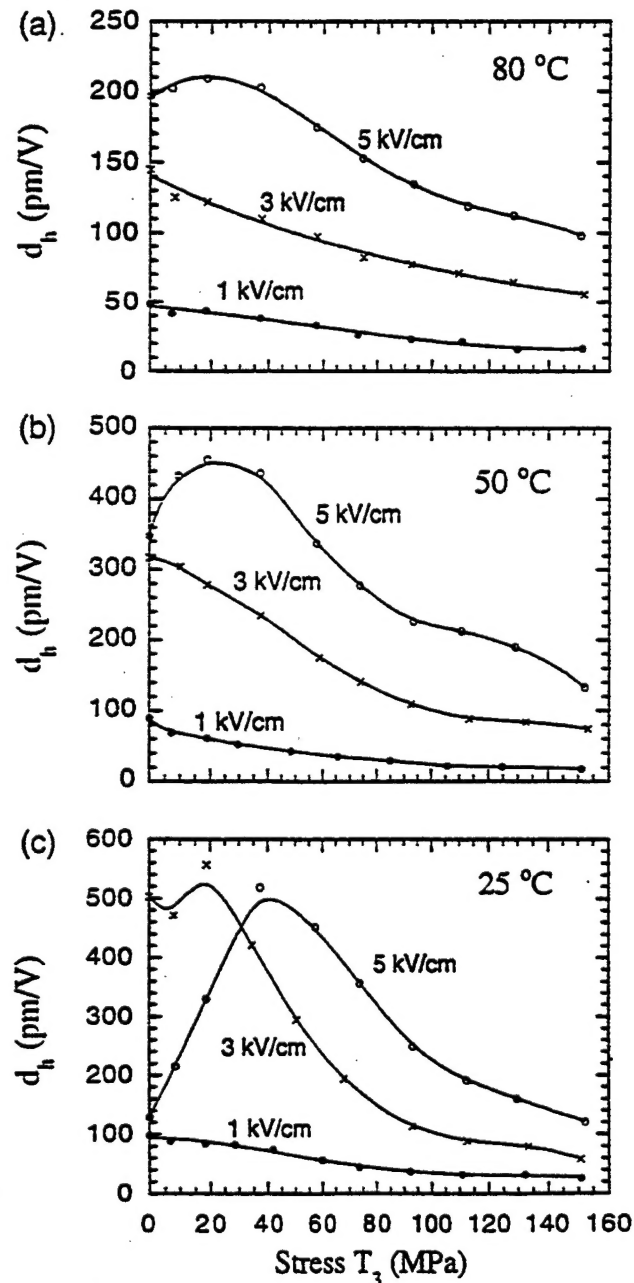 (a)
250
200
150
100
50
0
d_h (pm/V)
80 °C
5 kV/cm
3 kV/cm
1 kV/cm
(b)
500
400
300
200
100
0
d_h (pm/V)
50 °C
5 kV/cm
3 kV/cm
1 kV/cm
(c)
600
500
400
300
200
100
0
d_h (pm/V)
25 °C
5 kV/cm
3 kV/cm
1 kV/cm
0 20 40 60 80 100 120 140 160
Stress T_3 (MPa)